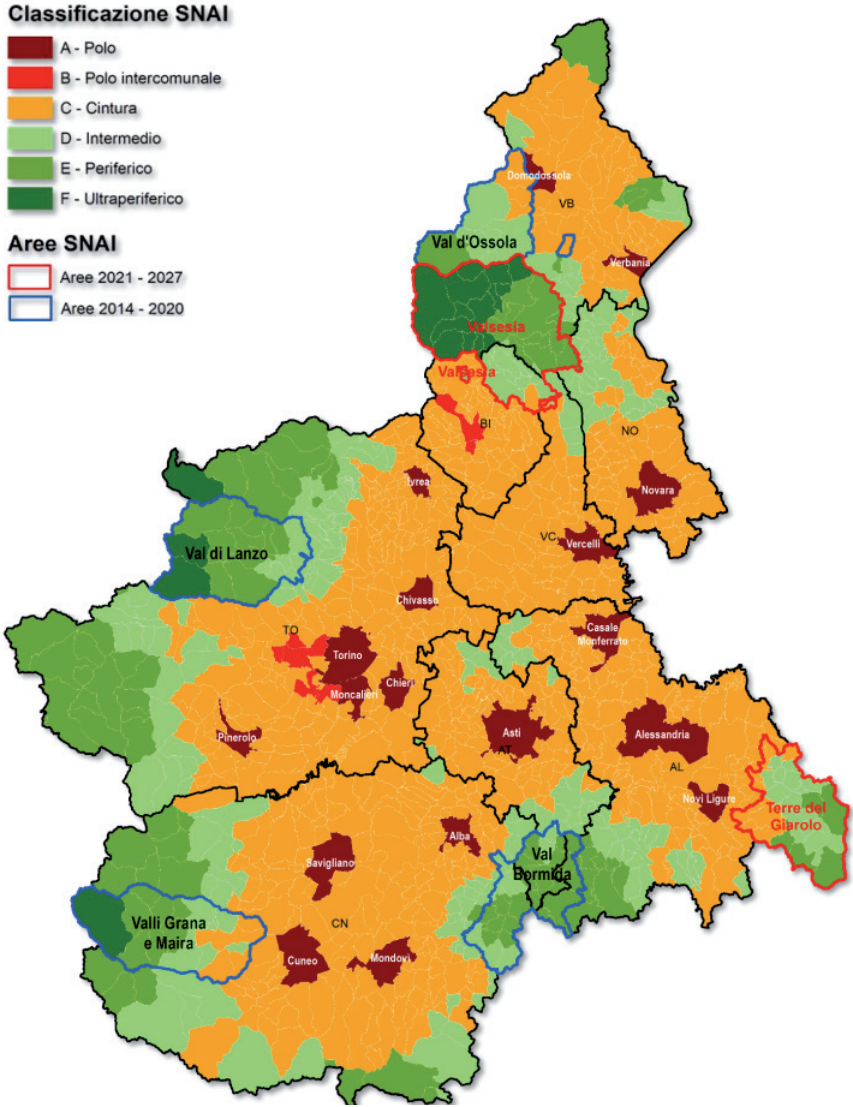 Classificazione SNAI
A - Polo
B - Polo intercomunale
C - Cintura
D - Intermedio
E - Periferico
F - Ultraperiferico
Aree SNAI
Aree 2021 - 2027
Aree 2014 - 2020
Domodossola
VB
Val d'Ossola
Verbania
Valsesia
Valsesia
BI
NO
Ivrea
Novara
VC
Vercelli
Val di Lanzo
Chivasso
Casale
Monferrato
TO
Torino
Chieri
Moncalieri
Pinerolo
Asti
AT
Alessandria
AL
Novi Ligure
Terre del
Giarolo
Alba
Savigliano
Val
Bormida
Valli Grana
e Maira
CN
Cuneo
Mondovì